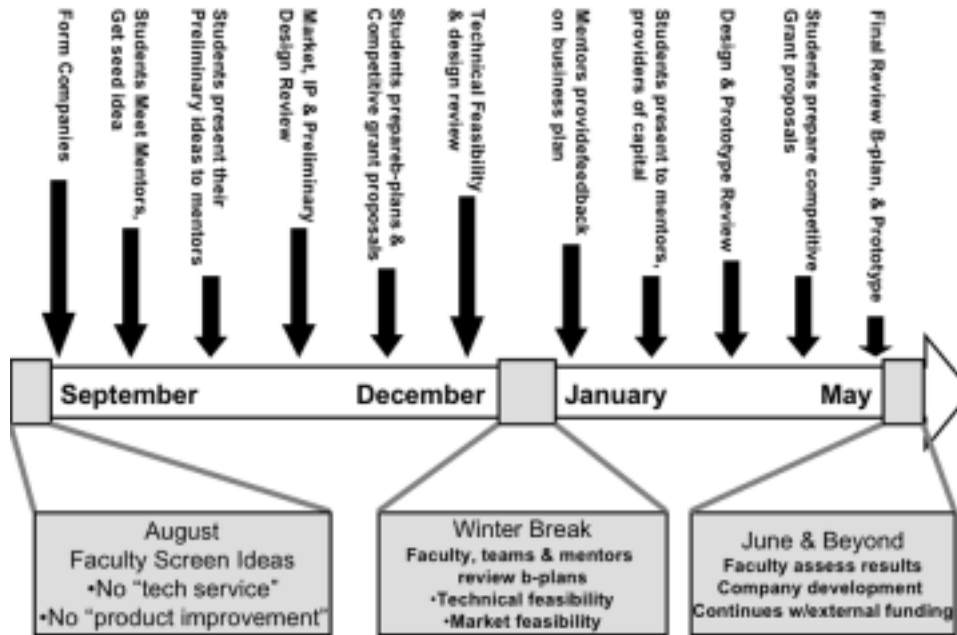 Form Companies
Students Meet Mentors,
Get seed idea
Students present their
Preliminary ideas to mentors
Market, IP & Preliminary
Design Review
Students prepareb-plans &
Competitive grant proposals
Technical Feasibility
& design review
Mentors providefeedback
on business plan
Students present to mentors,
providers of capital
Design & Prototype Review
Students prepare competitive
Grant proposals
Final Review B-plan, & Prototype
September
December
January
May
August
Faculty Screen Ideas
•No “tech service”
•No “product improvement”
Winter Break
Faculty, teams & mentors
review b-plans
•Technical feasibility
•Market feasibility
June & Beyond
Faculty assess results
Company development
Continues w/external funding